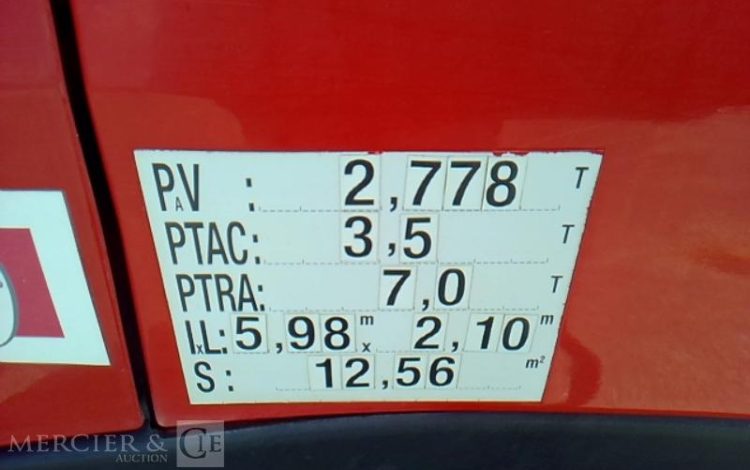 PAV : 2,778 T
PTAC: 3,5 T
PTRA: 7,0 T
lxL: 5,98 m x 2,10 m
S : 12,56 m²
MERCIER & CIE
AUCTION